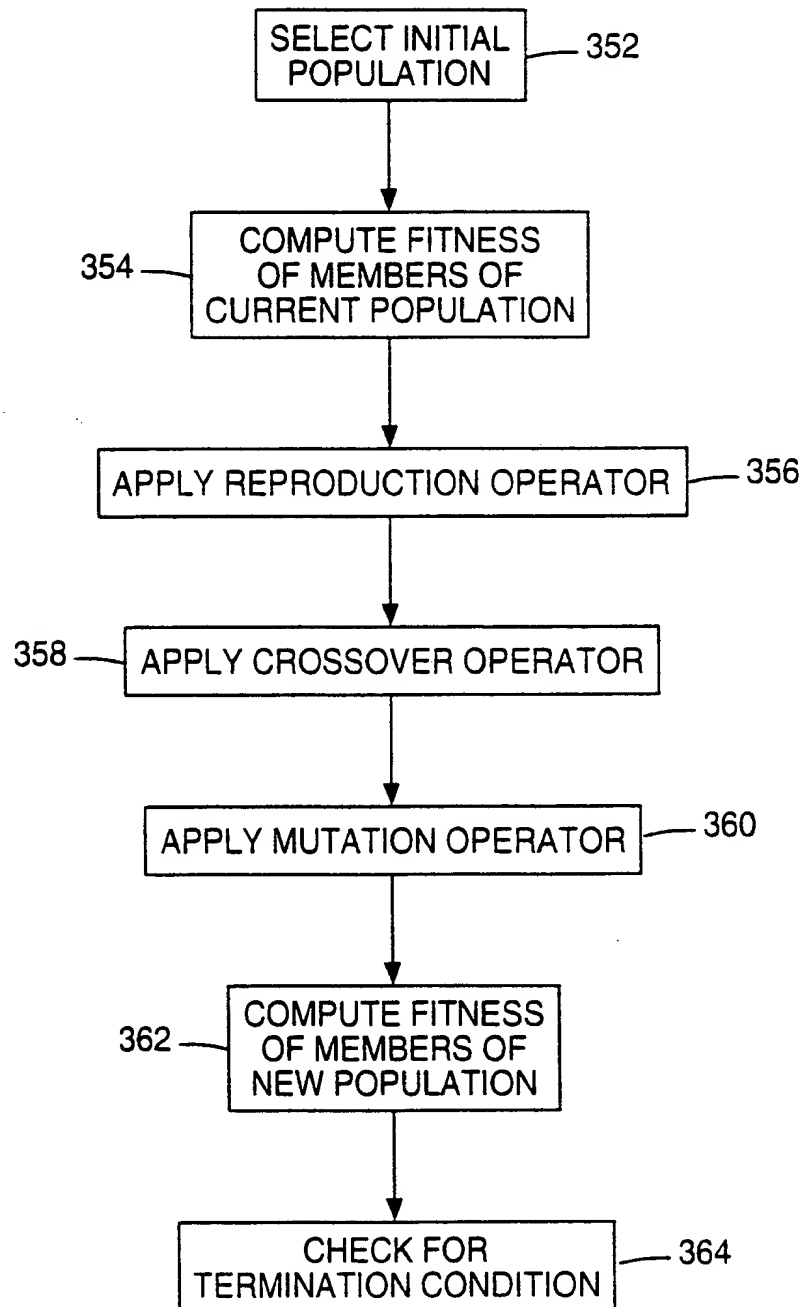 SELECT INITIAL
POPULATION
352
354
COMPUTE FITNESS
OF MEMBERS OF
CURRENT POPULATION
APPLY REPRODUCTION OPERATOR
356
358
APPLY CROSSOVER OPERATOR
APPLY MUTATION OPERATOR
360
362
COMPUTE FITNESS
OF MEMBERS OF
NEW POPULATION
CHECK FOR
TERMINATION CONDITION
364